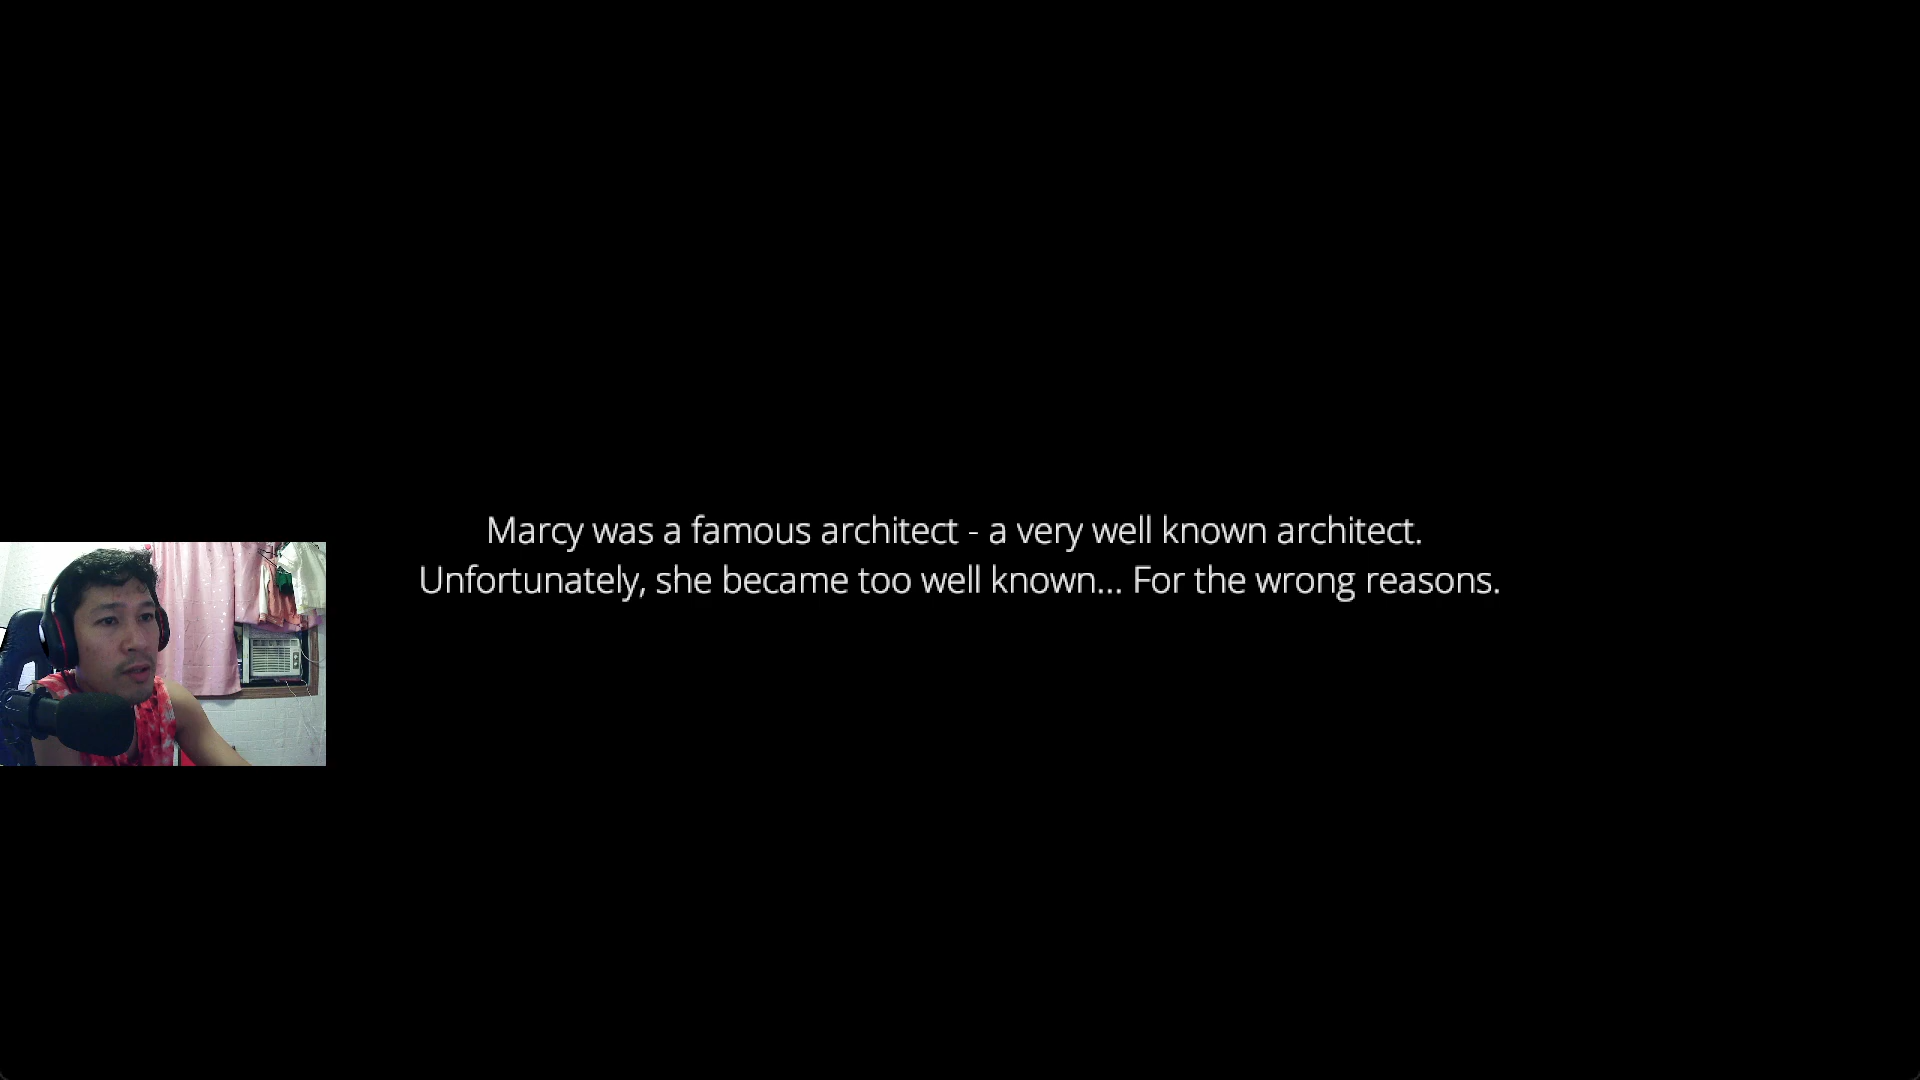 Marcy was a famous architect - a very well known architect.
Unfortunately, she became too well known... For the wrong reasons.